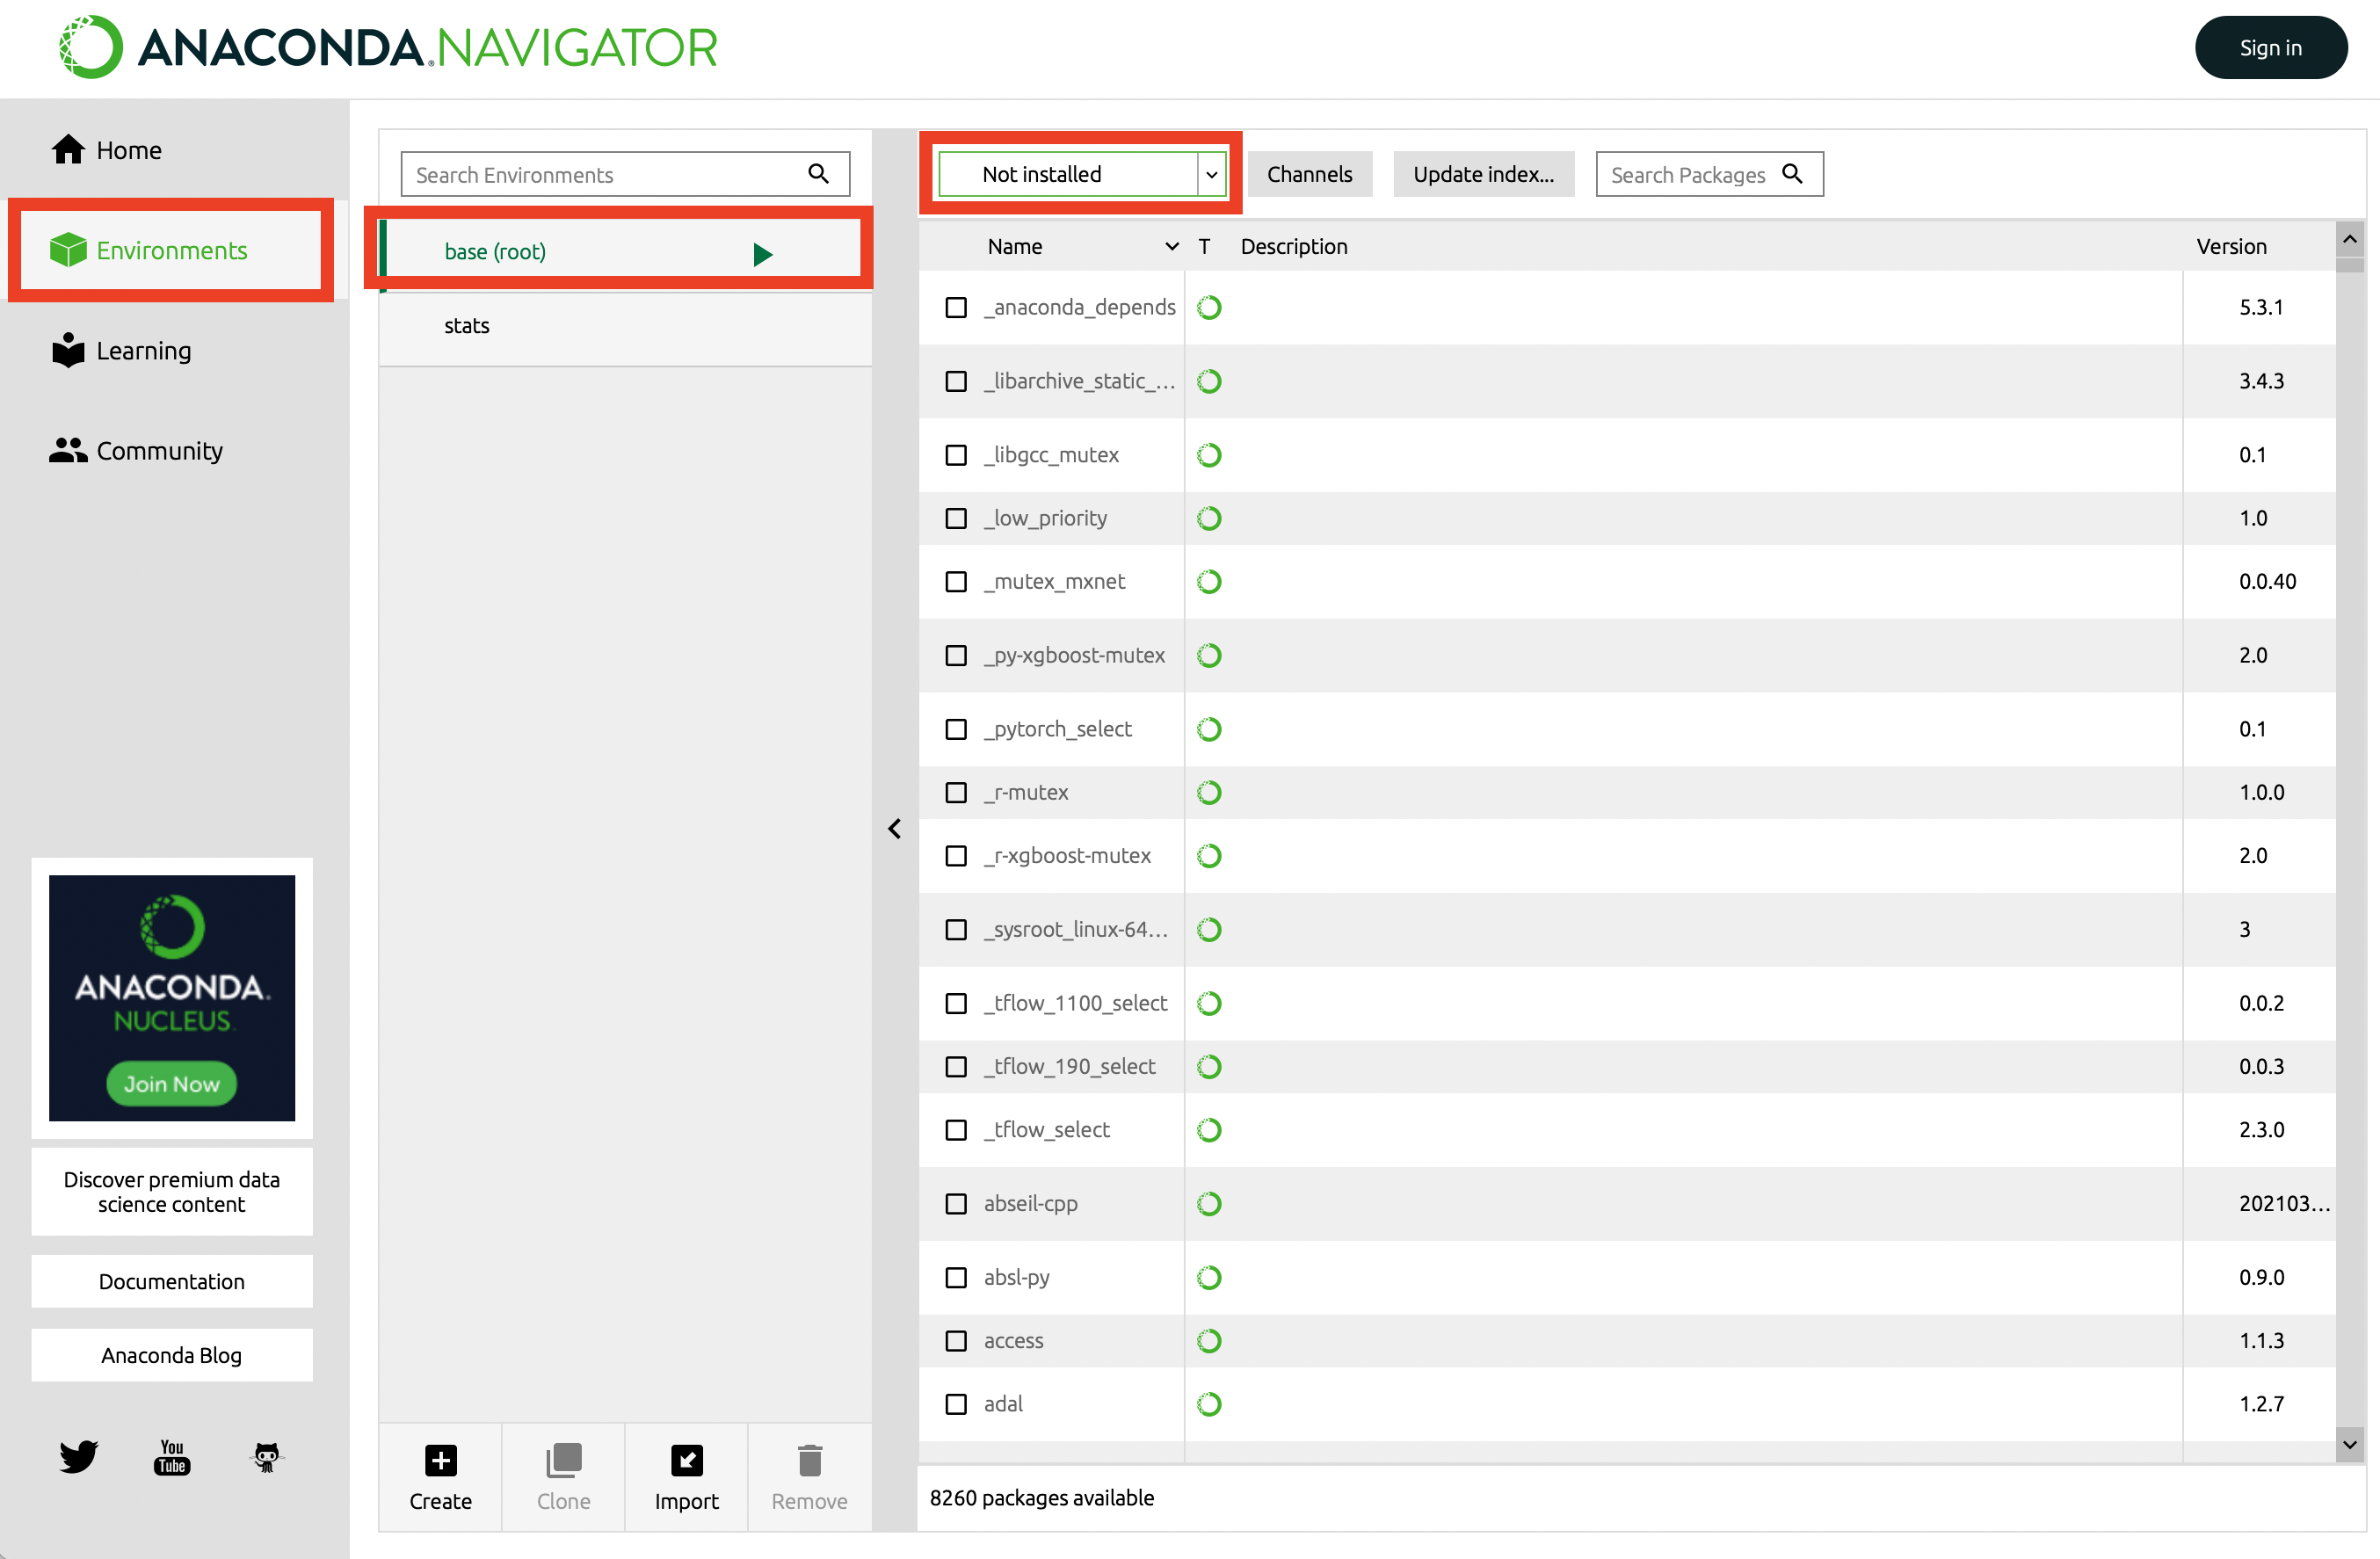 ANACONDA.NAVIGATOR
Sign in
Home
Environments
Learning
Community
ANACONDA.
NUCLEUS
Join Now
Discover premium data
science content
Documentation
Anaconda Blog
You
Tube
Search Environments
base (root)
stats
Create
Clone
Import
Remove
Not installed
Channels
Update index...
Search Packages
Name T Description Version
_anaconda_depends 5.3.1
_libarchive_static_... 3.4.3
_libgcc_mutex 0.1
_low_priority 1.0
_mutex_mxnet 0.0.40
_py-xgboost-mutex 2.0
_pytorch_select 0.1
_r-mutex 1.0.0
_r-xgboost-mutex 2.0
_sysroot_linux-64... 3
_tflow_1100_select 0.0.2
_tflow_190_select 0.0.3
_tflow_select 2.3.0
abseil-cpp 202103...
absl-py 0.9.0
access 1.1.3
adal 1.2.7
8260 packages available